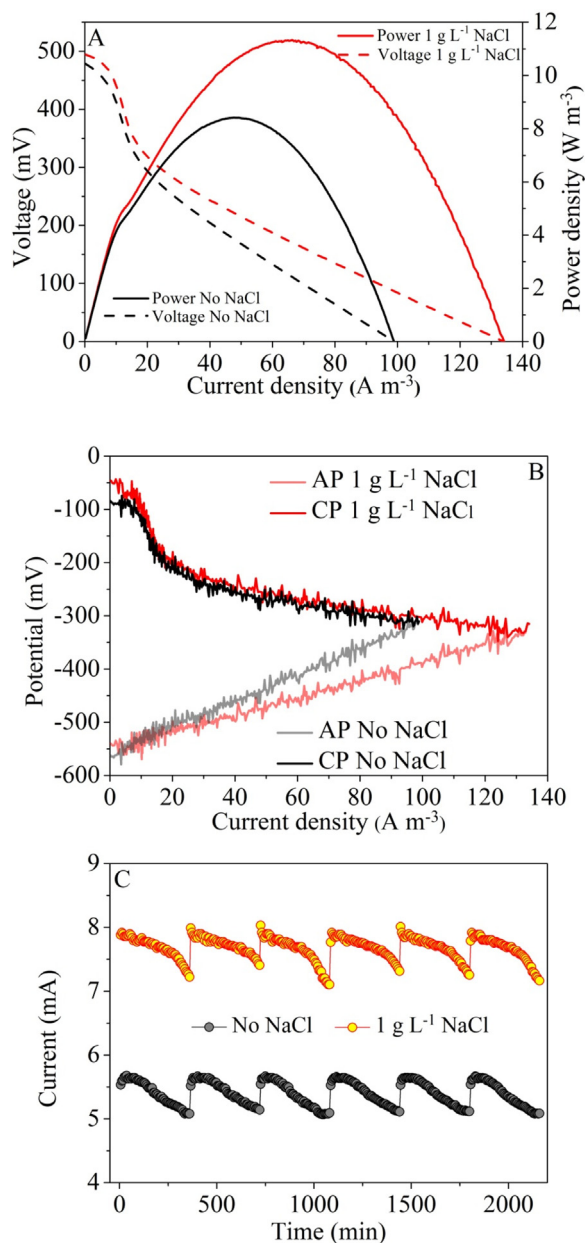 A
Power 1 g L⁻¹ NaCl
Voltage 1 g L⁻¹ NaCl
Power No NaCl
Voltage No NaCl
500
400
300
200
100
0
Voltage (mV)
12
10
8
6
4
2
0
Power density (W m⁻³)
0 20 40 60 80 100 120 140
Current density (A m⁻³)
B
AP 1 g L⁻¹ NaCl
CP 1 g L⁻¹ NaCl
AP No NaCl
CP No NaCl
0
-100
-200
-300
-400
-500
-600
Potential (mV)
0 20 40 60 80 100 120 140
Current density (A m⁻³)
C
No NaCl 1 g L⁻¹ NaCl
9
8
7
6
5
4
Current (mA)
0 500 1000 1500 2000
Time (min)